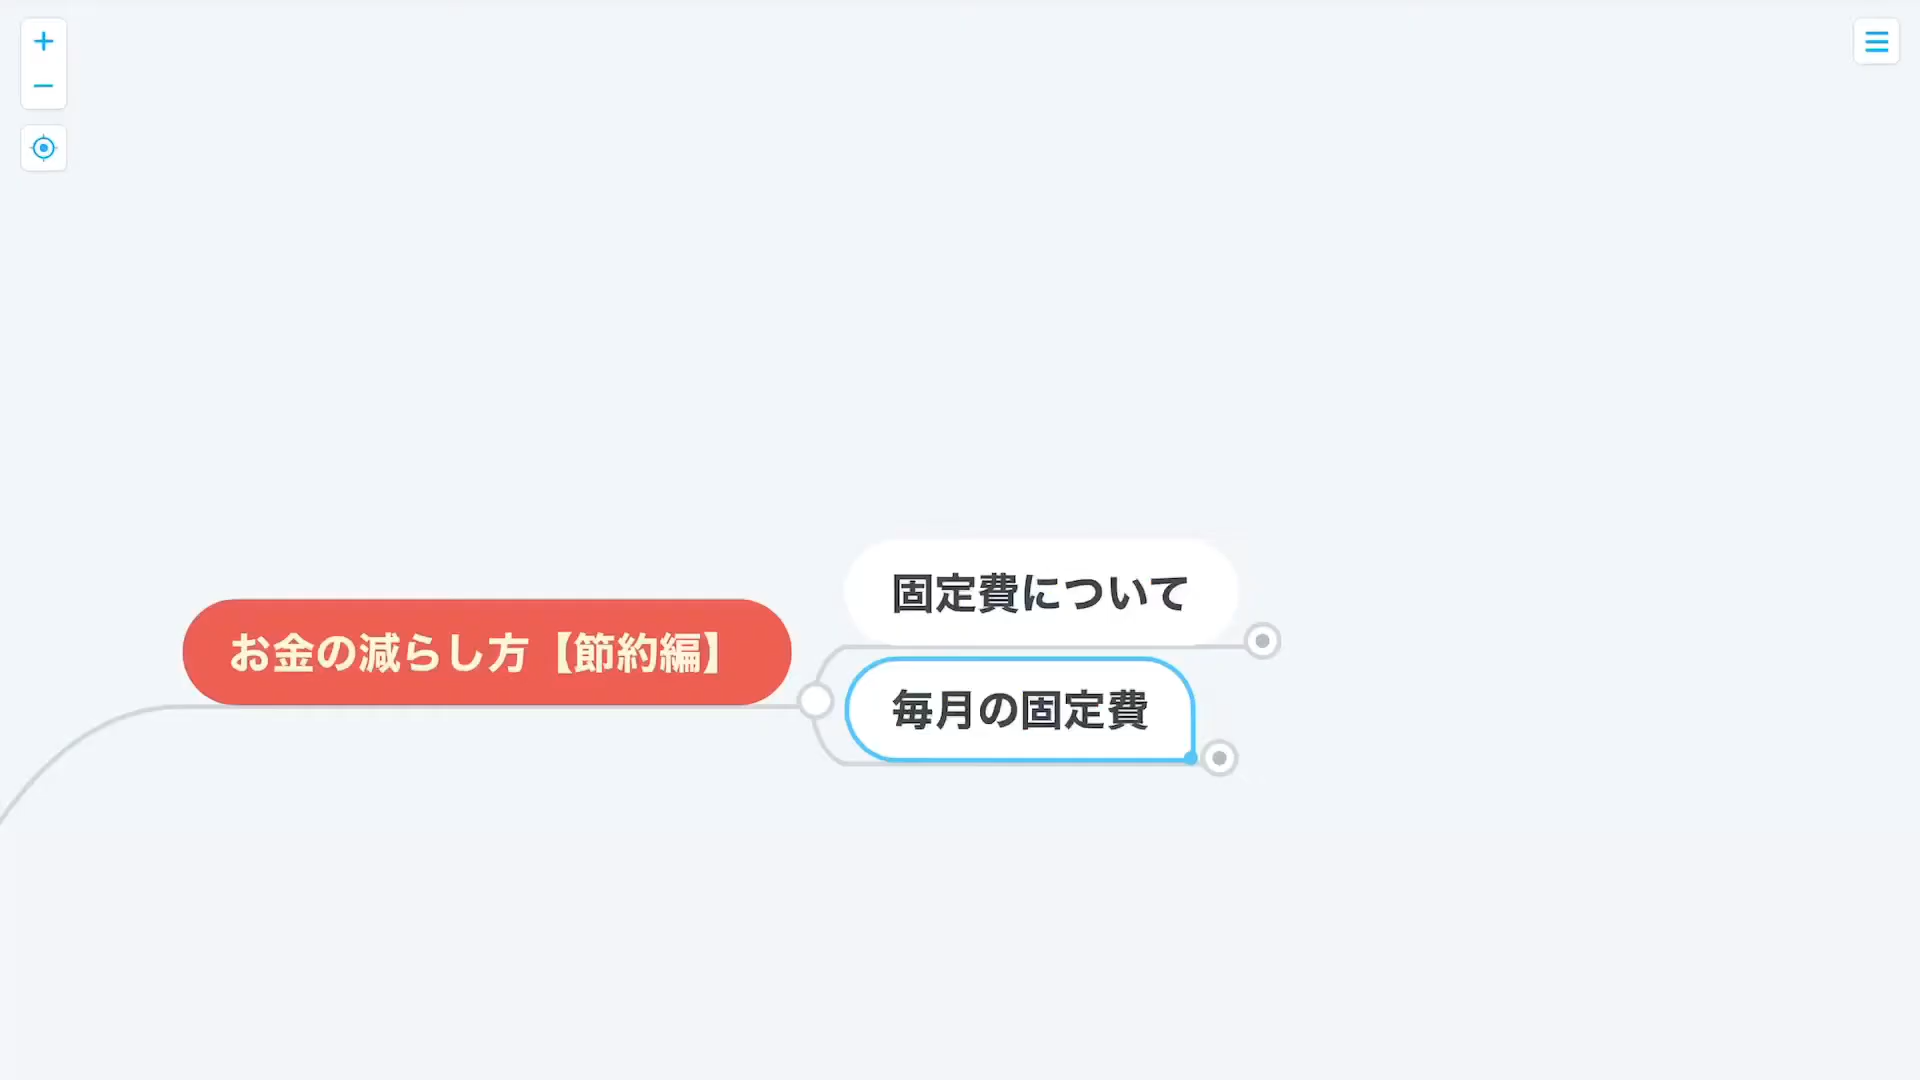 お金の減らし方【節約編】
固定費について
毎月の固定費